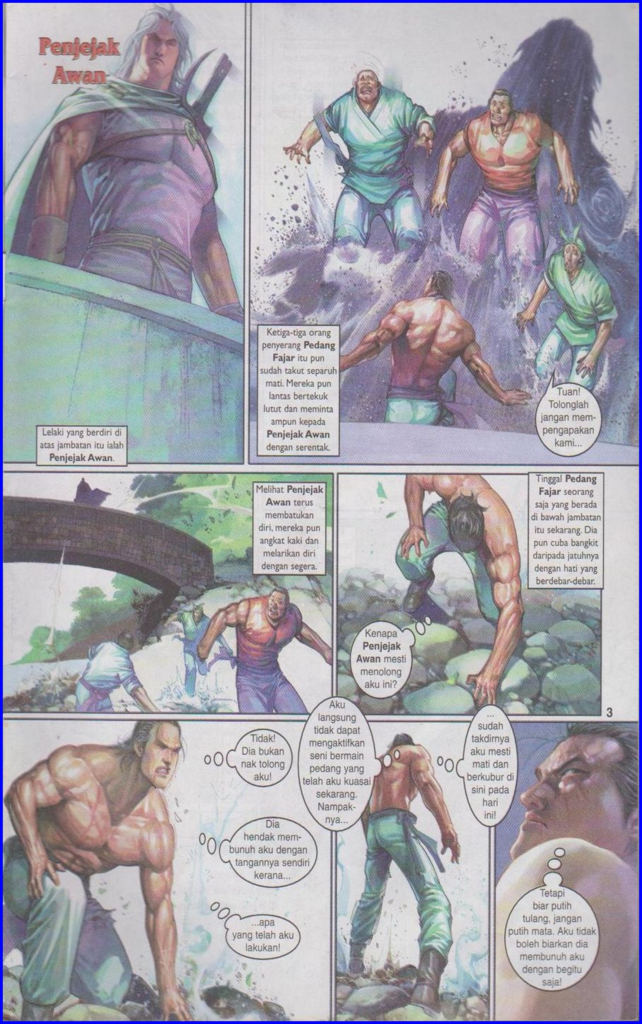 Penjejak
Awan
Lelaki yang berdiri di
atas jambatan itu ialah
Penjejak Awan.
Ketiga-tiga orang
penyerang Pedang
Fajar itu pun
sudah takut separuh
mati. Mereka pun
lantas bertekuk
lutut dan meminta
ampun kepada
Penjejak Awan
dengan serentak.
Tuan!
Tolonglah
jangan mem-
pengapakan
kami...
Melihat Penjejak
Awan terus
membatukan
diri, mereka pun
angkat kaki dan
melarikan diri
dengan segera.
Tinggal Pedang
Fajar seorang
saja yang berada
di bawah jambatan
itu sekarang. Dia
pun cuba bangkit
daripada jatuhnya
dengan hati yang
berdebar-debar.
Kenapa
Penjejak
Awan mesti
menolong
aku ini?
3
Tidak!
Dia bukan
nak tolong
aku!
Dia
hendak mem-
bunuh aku dengan
tangannya sendiri
kerana...
...apa
yang telah aku
lakukan!
Aku
langsung
tidak dapat
mengaktifkan
seni bermain
pedang yang
telah aku kuasai
sekarang.
Nampak-
nya...
...
sudah
takdirnya
aku mesti
mati dan
berkubur di
sini pada
hari
ini!
Tetapi
biar putih
tulang, jangan
putih mata. Aku tidak
boleh biarkan dia
membunuh aku
dengan begitu
saja!